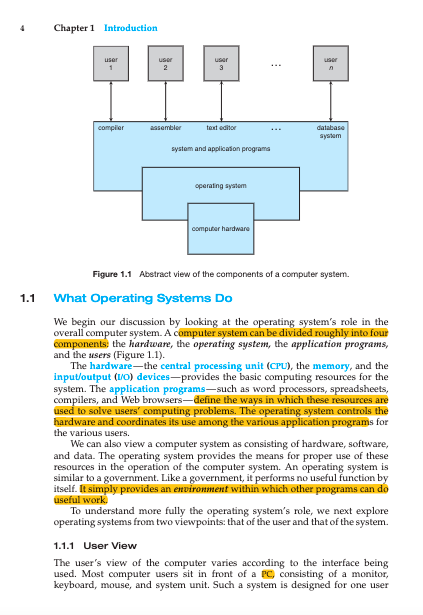 4 Chapter 1 Introduction
user user user user
1 2 3 ... n
compiler assembler text editor ... database
system
system and application programs
operating system
computer hardware
Figure 1.1 Abstract view of the components of a computer system.
1.1 What Operating Systems Do
We begin our discussion by looking at the operating system's role in the
overall computer system. A computer system can be divided roughly into four
components: the hardware, the operating system, the application programs,
and the users (Figure 1.1).
The hardware—the central processing unit (CPU), the memory, and the
input/output (I/O) devices—provides the basic computing resources for the
system. The application programs—such as word processors, spreadsheets,
compilers, and Web browsers—define the ways in which these resources are
used to solve users' computing problems. The operating system controls the
hardware and coordinates its use among the various application programs for
the various users.
We can also view a computer system as consisting of hardware, software,
and data. The operating system provides the means for proper use of these
resources in the operation of the computer system. An operating system is
similar to a government. Like a government, it performs no useful function by
itself. It simply provides an environment within which other programs can do
useful work.
To understand more fully the operating system's role, we next explore
operating systems from two viewpoints: that of the user and that of the system.
1.1.1 User View
The user's view of the computer varies according to the interface being
used. Most computer users sit in front of a PC, consisting of a monitor,
keyboard, mouse, and system unit. Such a system is designed for one user